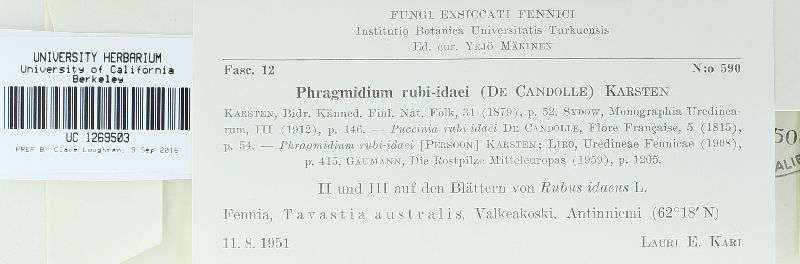 UNIVERSITY HERBARIUM
University of California
Berkeley
UC 1269503
PREP BY Clare Loughran, 9 Sep 2016
FUNGI EXSICCATI FENNICI
Institutio Botanica Universitatis Turkuensis
Ed. cur. YRJÖ MÄKINEN
Fasc. 12
N:o 590
Phragmidium rubi-idaei (DE CANDOLLE) KARSTEN
KARSTEN, Bidr. Känned. Finl. Nat. Folk, 31 (1879), p. 52. SYDOW, Monographia Uredinea-
rum, III (1912), p. 146. — Puccinia rubi-idaei DE CANDOLLE, Flore Française, 5 (1815),
p. 54. — Phragmidium rubi-idaei [PERSOON] KARSTEN; LIRO, Uredineae Fennicae (1908),
p. 415. GÄUMANN, Die Rostpilze Mitteleuropas (1959), p. 1205.
II und III auf den Blättern von Rubus idaeus L.
Fennia, Tavastia australis, Valkeakoski, Antinniemi (62°18′ N)
11. 8. 1951
LAURI E. KARI